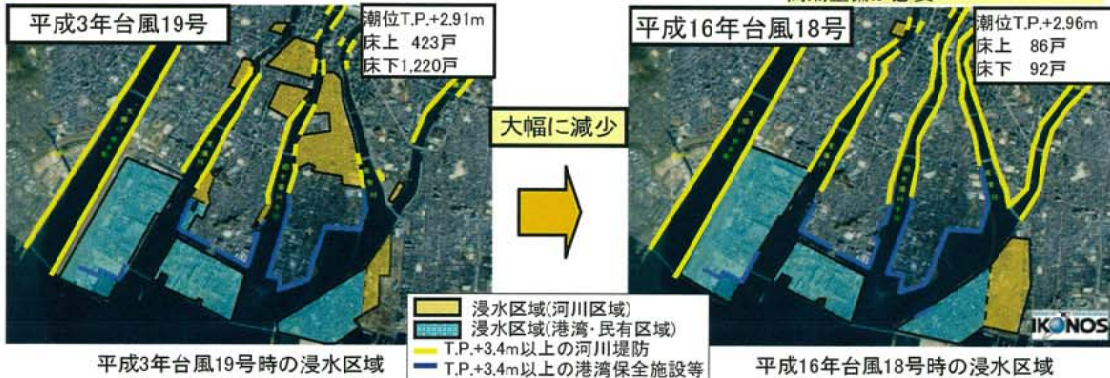 平成3年台風19号
潮位T.P.+2.91m
床上 423戸
床下1,220戸
大幅に減少
平成16年台風18号
潮位T.P.+2.96m
床上 86戸
床下 92戸
浸水区域(河川区域)
浸水区域(港湾・民有区域)
T.P.+3.4m以上の河川堤防
T.P.+3.4m以上の港湾保全施設等
平成3年台風19号時の浸水区域
平成16年台風18号時の浸水区域
IKONOS